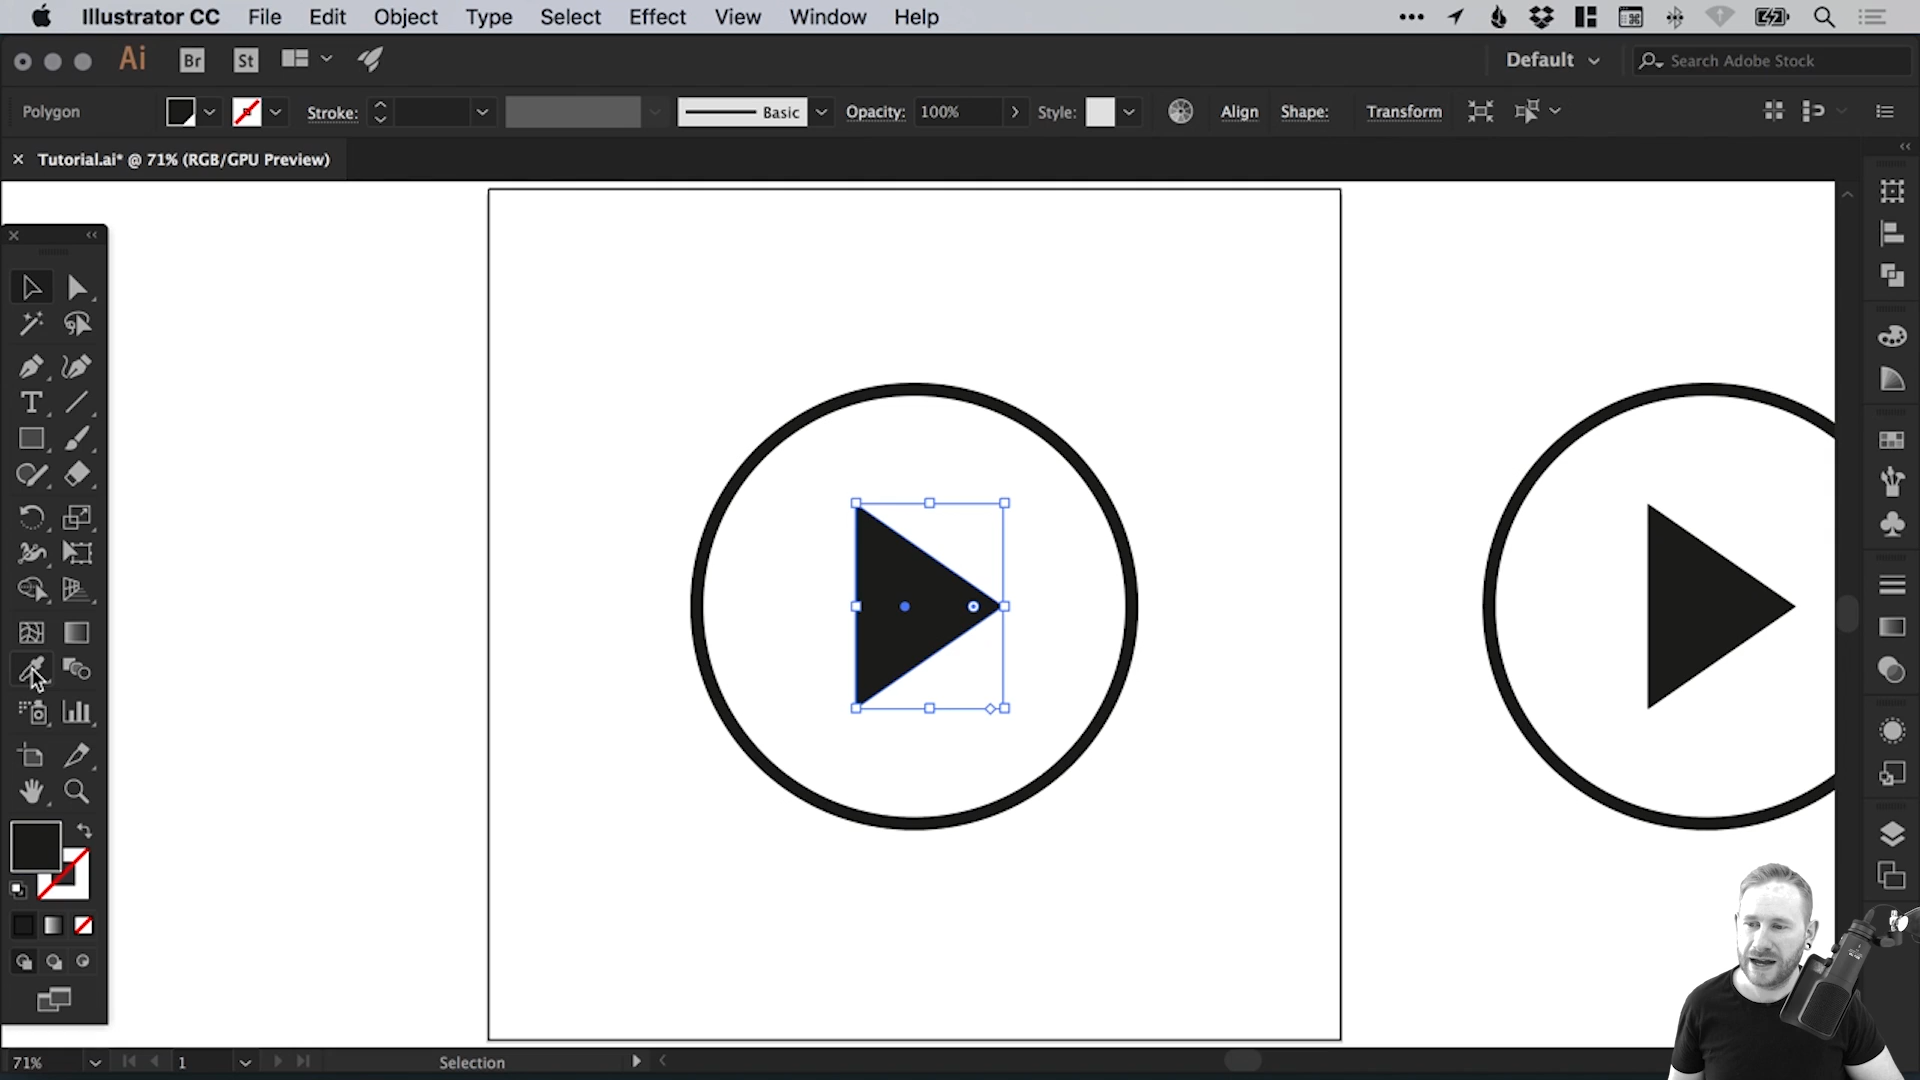 Illustrator CC File Edit Object Type Select Effect View Window Help
Ai Br St Default Search Adobe Stock
Polygon Stroke: Basic Opacity: 100% Style: Align Shape: Transform
× Tutorial.ai* @ 71% (RGB/GPU Preview)
T
71% 1 Selection